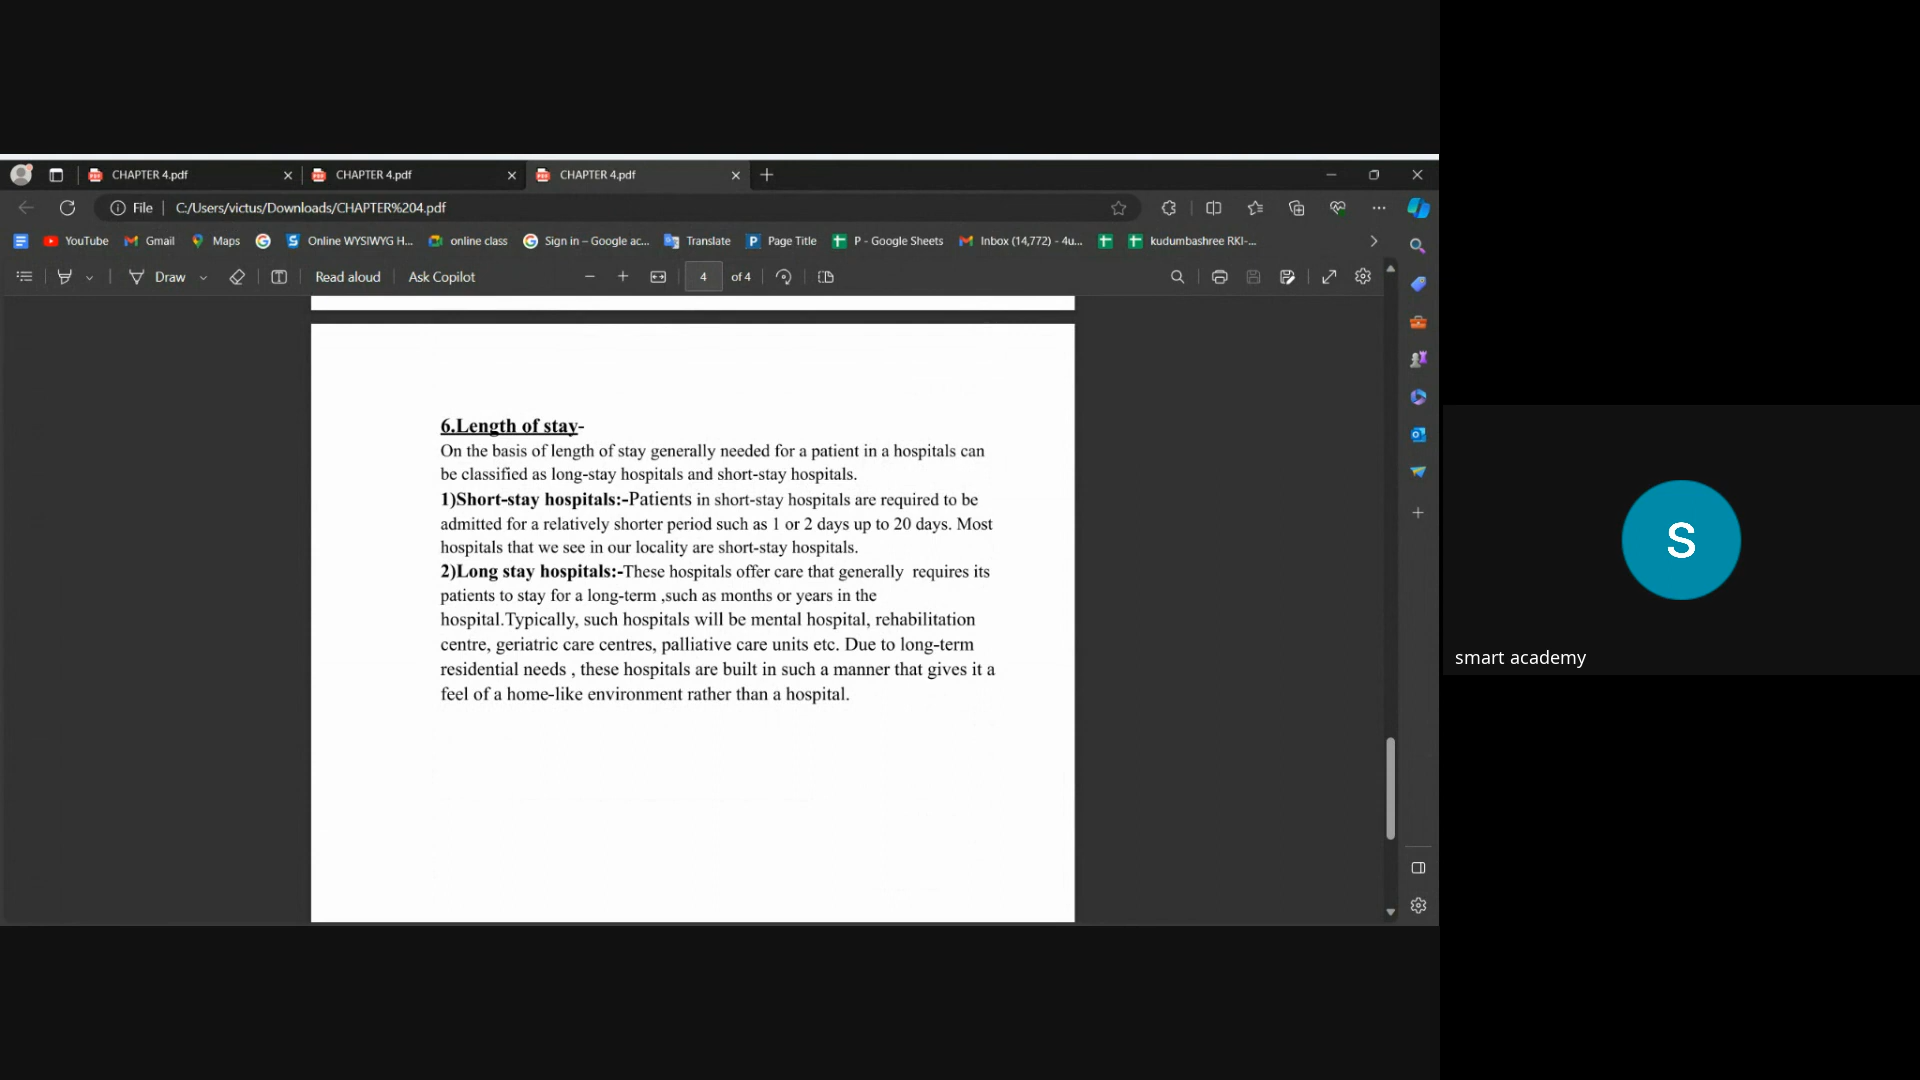 CHAPTER 4.pdf
CHAPTER 4.pdf
CHAPTER 4.pdf
File
C:/Users/victus/Downloads/CHAPTER%204.pdf
YouTube
Gmail
Maps
Online WYSIWYG H...
online class
Sign in – Google ac...
Translate
Page Title
P - Google Sheets
Inbox (14,772) - 4u...
kudumbashree RKI-...
Draw
Read aloud
Ask Copilot
4
of 4
6.Length of stay-
On the basis of length of stay generally needed for a patient in a hospitals can
be classified as long-stay hospitals and short-stay hospitals.
1)Short-stay hospitals:-Patients in short-stay hospitals are required to be
admitted for a relatively shorter period such as 1 or 2 days up to 20 days. Most
hospitals that we see in our locality are short-stay hospitals.
2)Long stay hospitals:-These hospitals offer care that generally  requires its
patients to stay for a long-term ,such as months or years in the
hospital.Typically, such hospitals will be mental hospital, rehabilitation
centre, geriatric care centres, palliative care units etc. Due to long-term
residential needs , these hospitals are built in such a manner that gives it a
feel of a home-like environment rather than a hospital.
S
smart academy